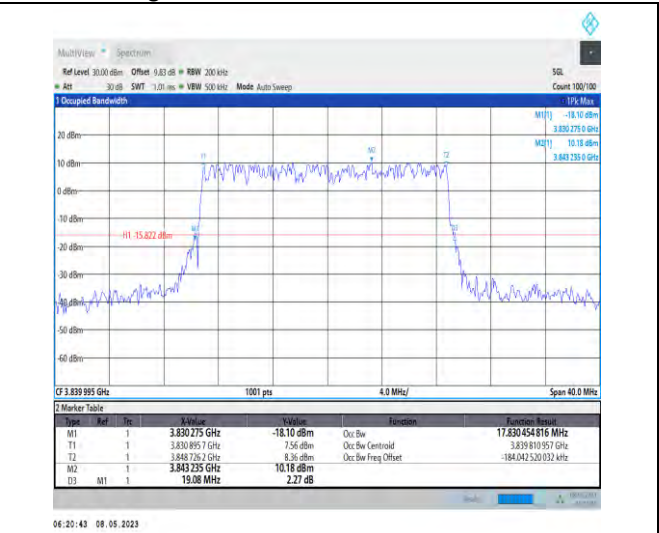 MultiView Spectrum
Ref Level 30.00 dBm Offset 9.83 dB RBW 200 kHz SGL
Att 30 dB SWT 1.01 ms VBW 500 kHz Mode Auto Sweep Count 100/100
1 Occupied Bandwidth 1Pk Max
M1[1] -18.10 dBm
3.830 275 0 GHz
20 dBm M2[1] 10.18 dBm
3.843 235 0 GHz
T1 M2 T2
10 dBm
0 dBm
-10 dBm
H1 -15.822 dBm M1 D3
-20 dBm
-30 dBm
-40 dBm
-50 dBm
-60 dBm
CF 3.839 995 GHz 1001 pts 4.0 MHz/ Span 40.0 MHz
2 Marker Table
Type Ref Trc X-Value Y-Value Function Function Result
M1 1 3.830 275 GHz -18.10 dBm Occ Bw 17.830 454 816 MHz
T1 1 3.830 895 7 GHz 7.56 dBm Occ Bw Centroid 3.839 810 957 GHz
T2 1 3.848 726 2 GHz 8.36 dBm Occ Bw Freq Offset -184.042 520 032 kHz
M2 1 3.843 235 GHz 10.18 dBm
D3 M1 1 19.08 MHz 2.27 dB
06:20:43 08.05.2023